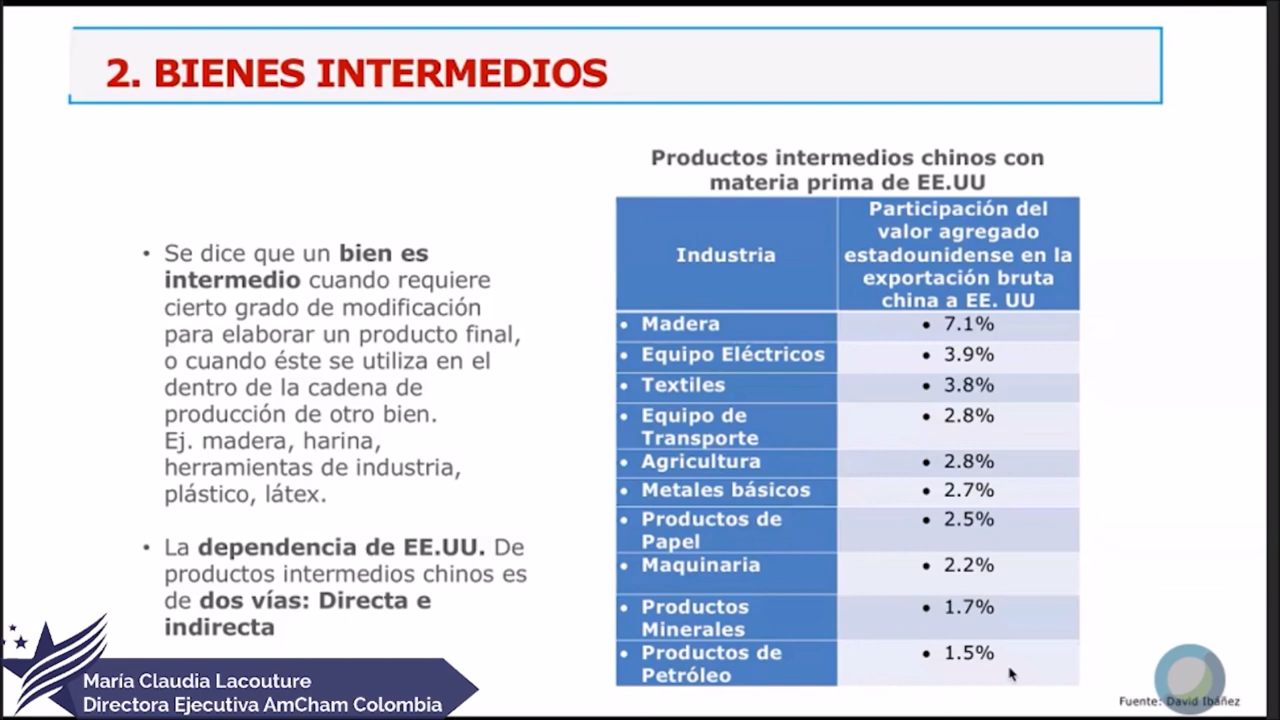 2. BIENES INTERMEDIOS
• Se dice que un bien es
intermedio cuando requiere
cierto grado de modificación
para elaborar un producto final,
o cuando éste se utiliza en el
dentro de la cadena de
producción de otro bien.
Ej. madera, harina,
herramientas de industria,
plástico, látex.
• La dependencia de EE.UU. De
productos intermedios chinos es
de dos vías: Directa e
indirecta
Productos intermedios chinos con
materia prima de EE.UU
Industria
Participación del
valor agregado
estadounidense en la
exportación bruta
china a EE. UU
• Madera • 7.1%
• Equipo Eléctricos • 3.9%
• Textiles • 3.8%
• Equipo de • 2.8%
Transporte
• Agricultura • 2.8%
• Metales básicos • 2.7%
• Productos de • 2.5%
Papel
• Maquinaria • 2.2%
• Productos • 1.7%
Minerales
• Productos de • 1.5%
Petróleo
María Claudia Lacouture
Directora Ejecutiva AmCham Colombia
Fuente: David Ibáñez